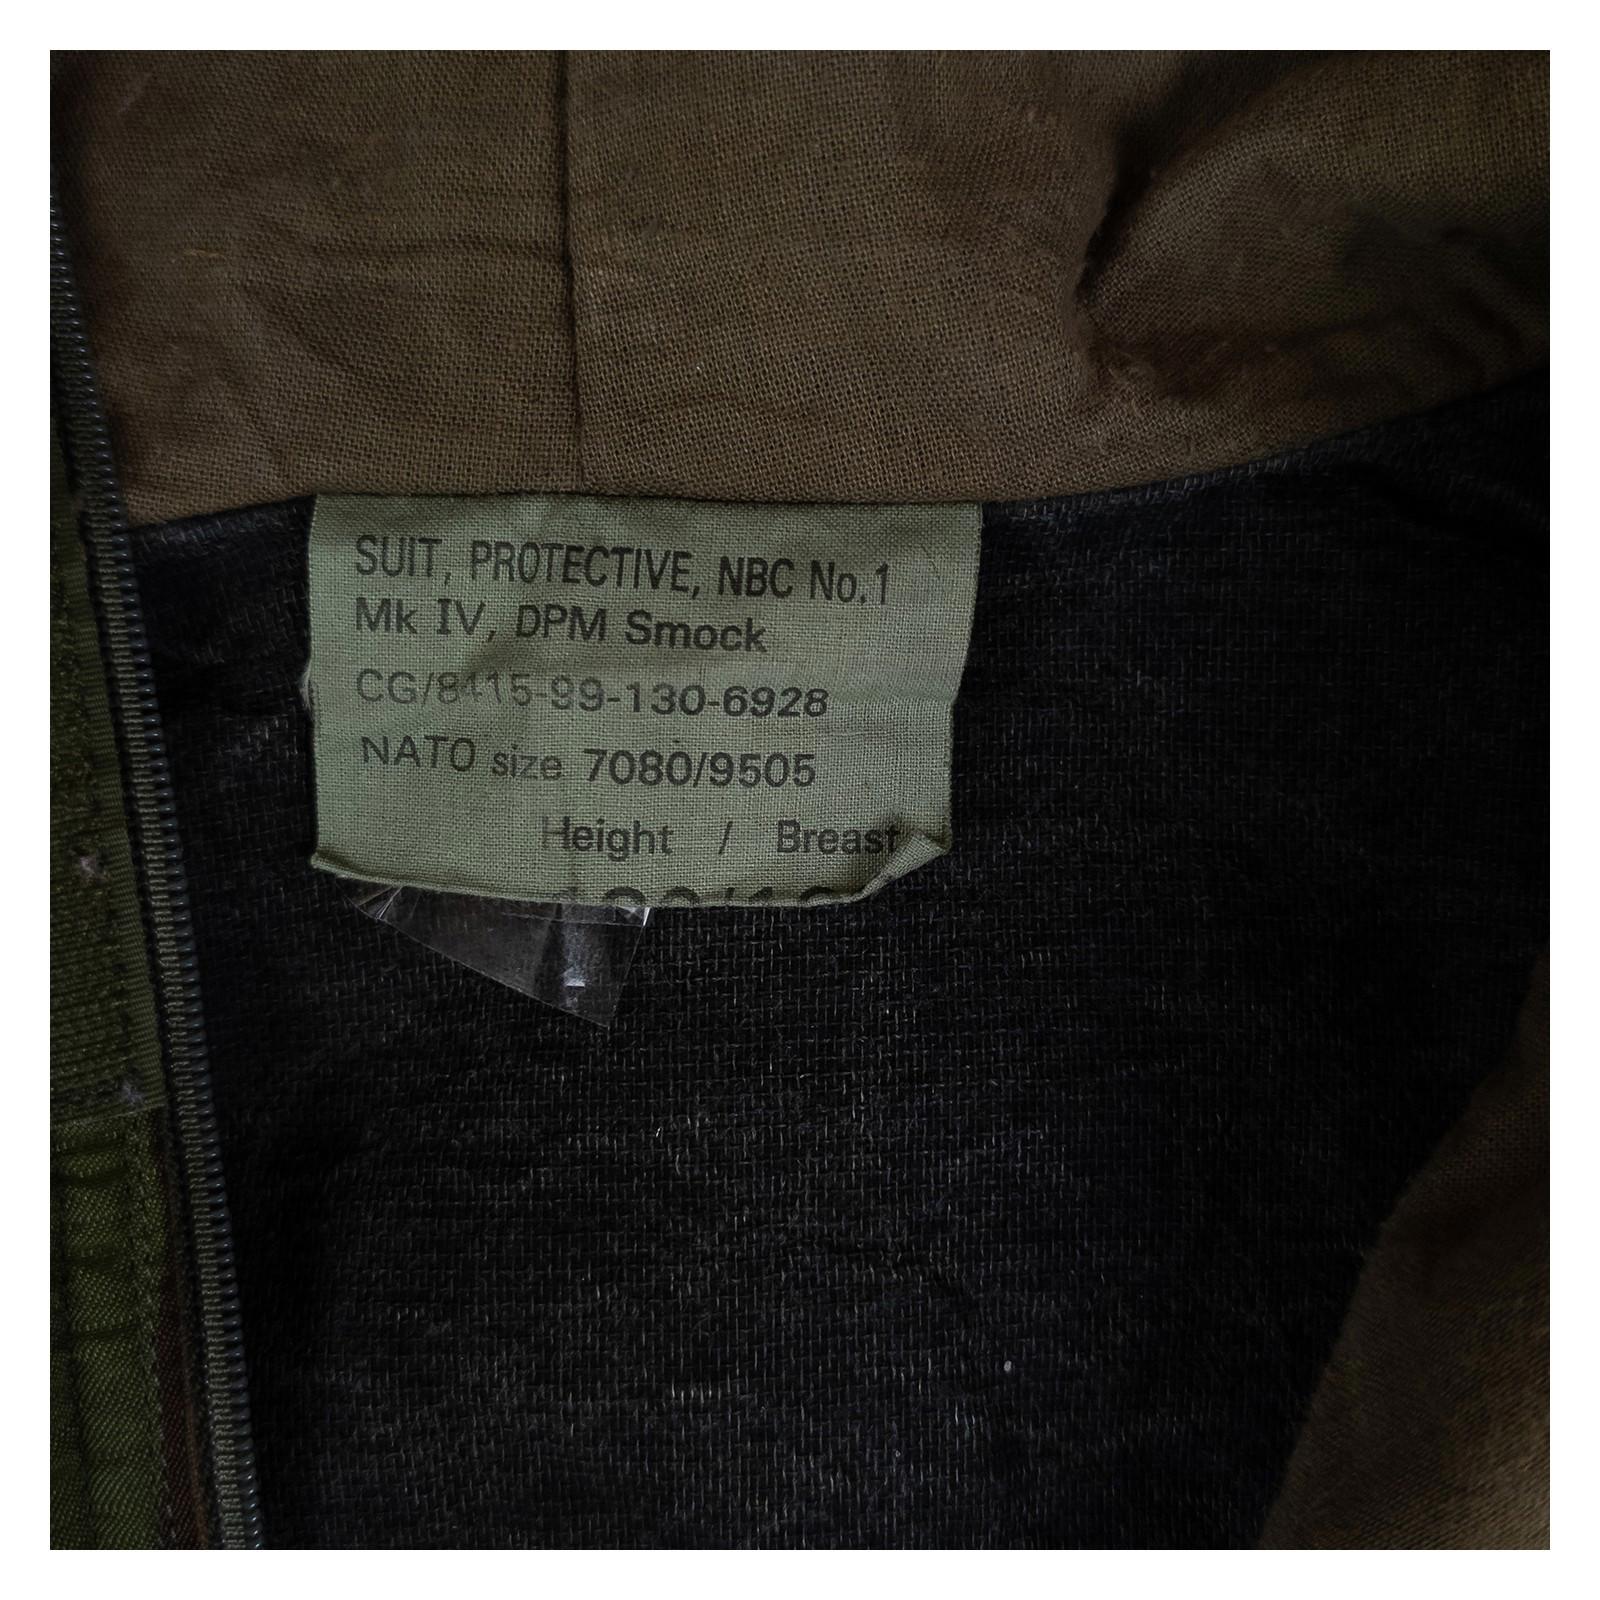 SUIT, PROTECTIVE, NBC No.1
Mk IV, DPM Smock
CG/8415-99-130-6928
NATO size 7080/9505
Height / Breast